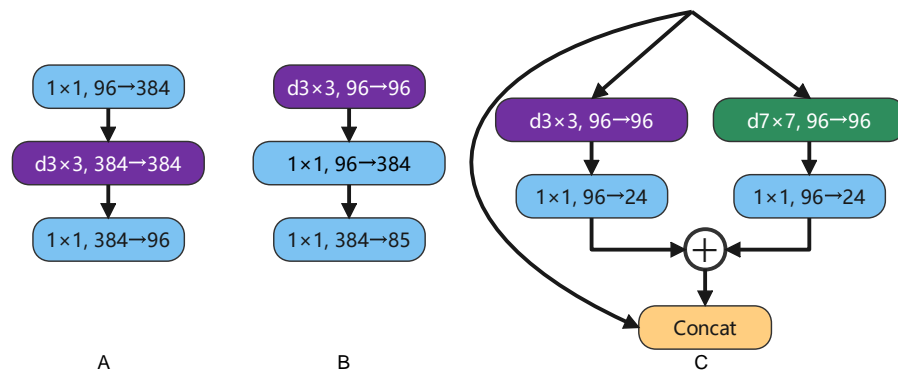 1×1, 96→384
d3×3, 384→384
1×1, 384→96
A
d3×3, 96→96
1×1, 96→384
1×1, 384→85
B
d3×3, 96→96
d7×7, 96→96
1×1, 96→24
1×1, 96→24
Concat
C